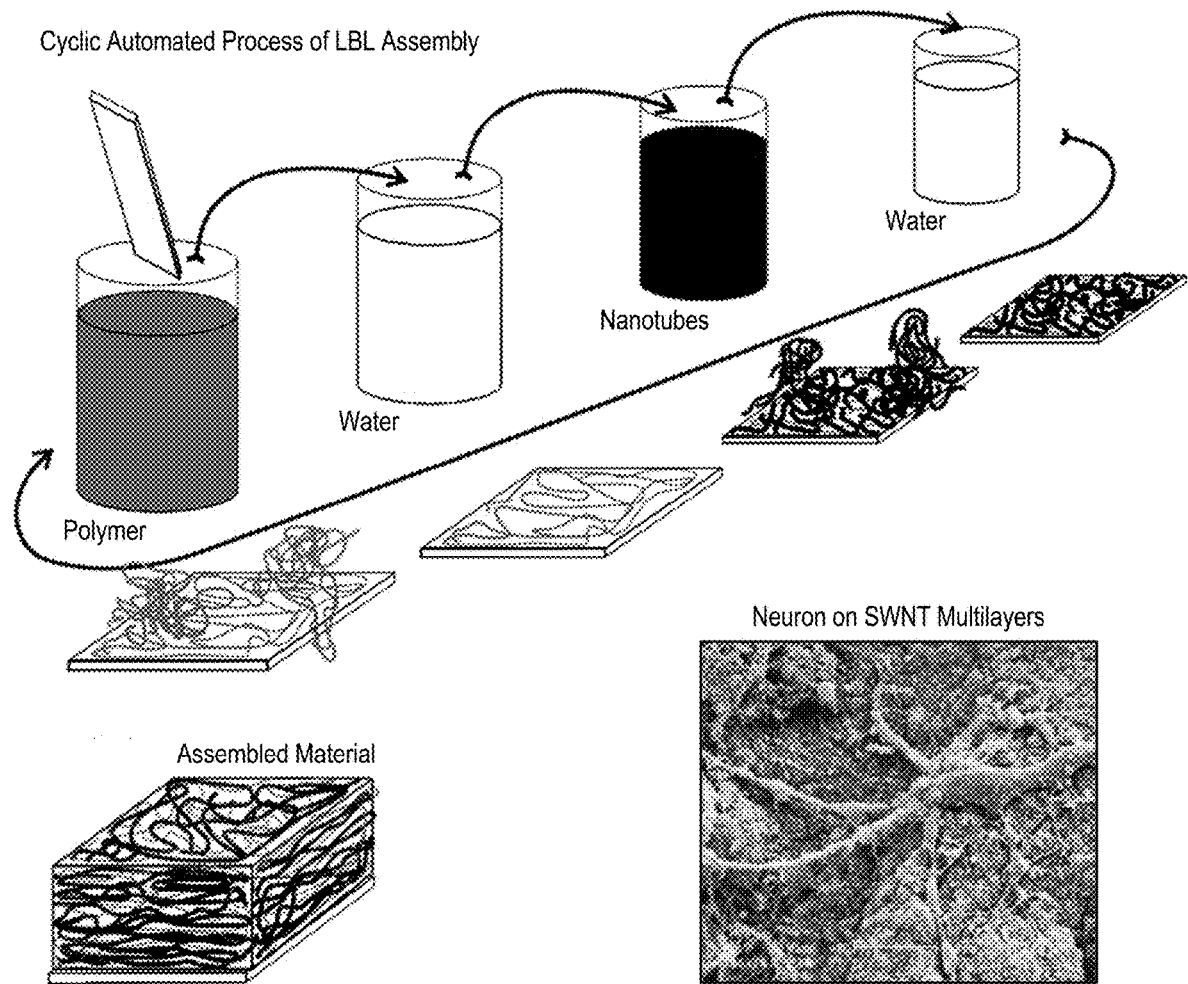 Cyclic Automated Process of LBL Assembly
Water
Nanotubes
Water
Polymer
Neuron on SWNT Multilayers
Assembled Material